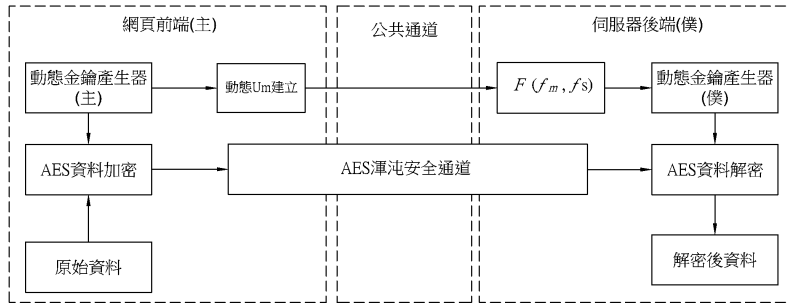 網頁前端(主)
公共通道
伺服器後端(僕)
動態金鑰產生器
(主)
動態Um建立
F (fm , fs)
動態金鑰產生器
(僕)
AES資料加密
AES渾沌安全通道
AES資料解密
原始資料
解密後資料